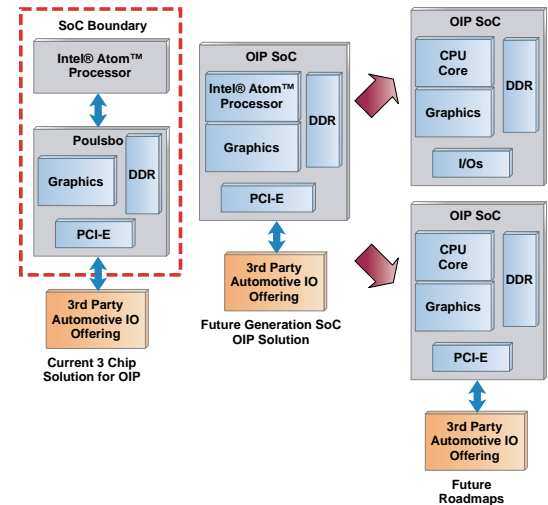 SoC Boundary
Intel® Atom™
Processor
Poulsbo
Graphics
DDR
PCI-E
3rd Party
Automotive IO
Offering
Current 3 Chip
Solution for OIP
OIP SoC
Intel® Atom™
Processor
DDR
Graphics
PCI-E
3rd Party
Automotive IO
Offering
Future Generation SoC
OIP Solution
OIP SoC
CPU
Core
DDR
Graphics
I/Os
OIP SoC
CPU
Core
DDR
Graphics
PCI-E
3rd Party
Automotive IO
Offering
Future
Roadmaps